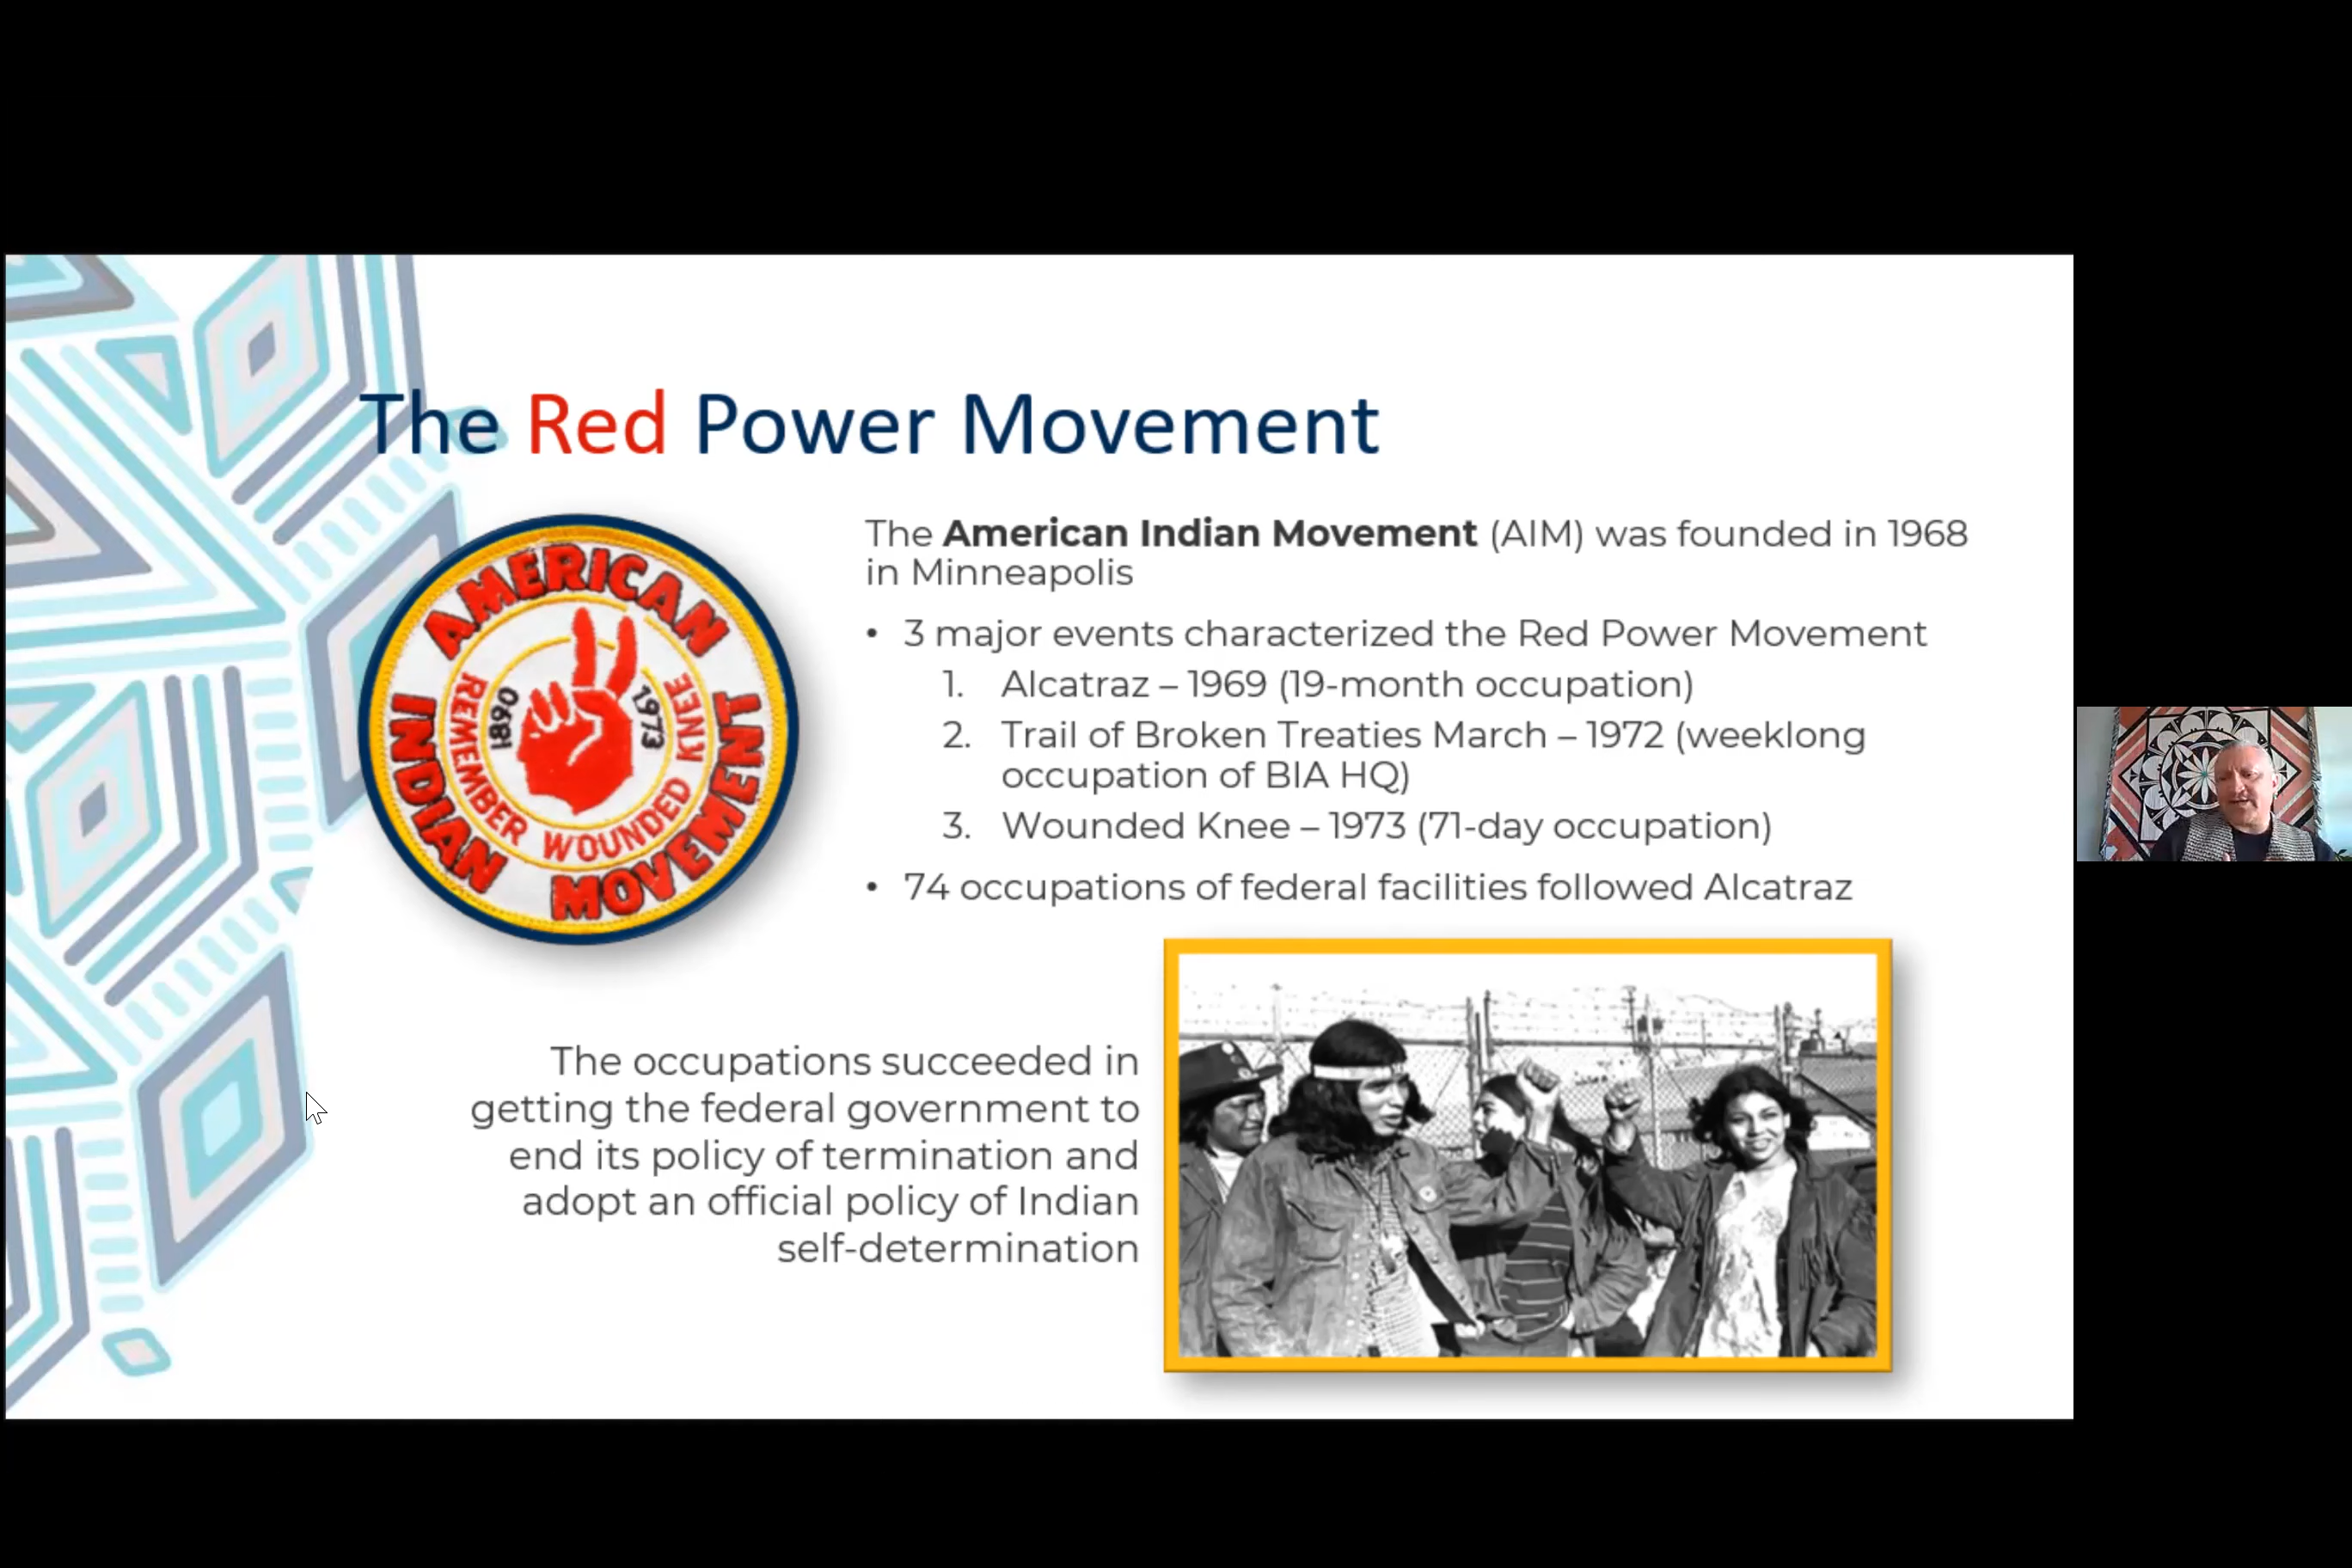 The Red Power Movement
AMERICAN
INDIAN
MOVEMENT
REMEMBER WOUNDED KNEE
1890
1973
The American Indian Movement (AIM) was founded in 1968
in Minneapolis
• 3 major events characterized the Red Power Movement
1. Alcatraz – 1969 (19-month occupation)
2. Trail of Broken Treaties March – 1972 (weeklong
occupation of BIA HQ)
3. Wounded Knee – 1973 (71-day occupation)
• 74 occupations of federal facilities followed Alcatraz
The occupations succeeded in
getting the federal government to
end its policy of termination and
adopt an official policy of Indian
self-determination